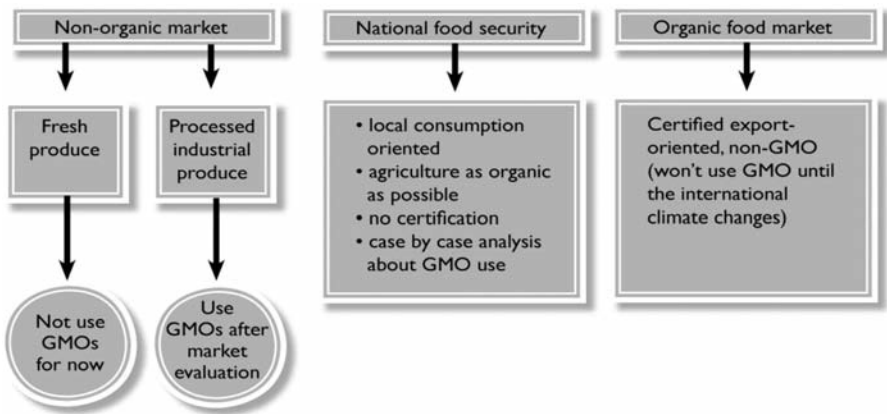 Non-organic market
Fresh
produce
Processed
industrial
produce
Not use
GMOs
for now
Use
GMOs after
market
evaluation
National food security
• local consumption
oriented
• agriculture as organic
as possible
• no certification
• case by case analysis
about GMO use
Organic food market
Certified export-
oriented, non-GMO
(won't use GMO until
the international
climate changes)